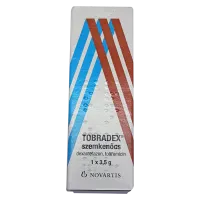 TOBRADEX®
szemkenőcs
dexametazon, tobramicin
1 x 3,5 g
NOVARTIS